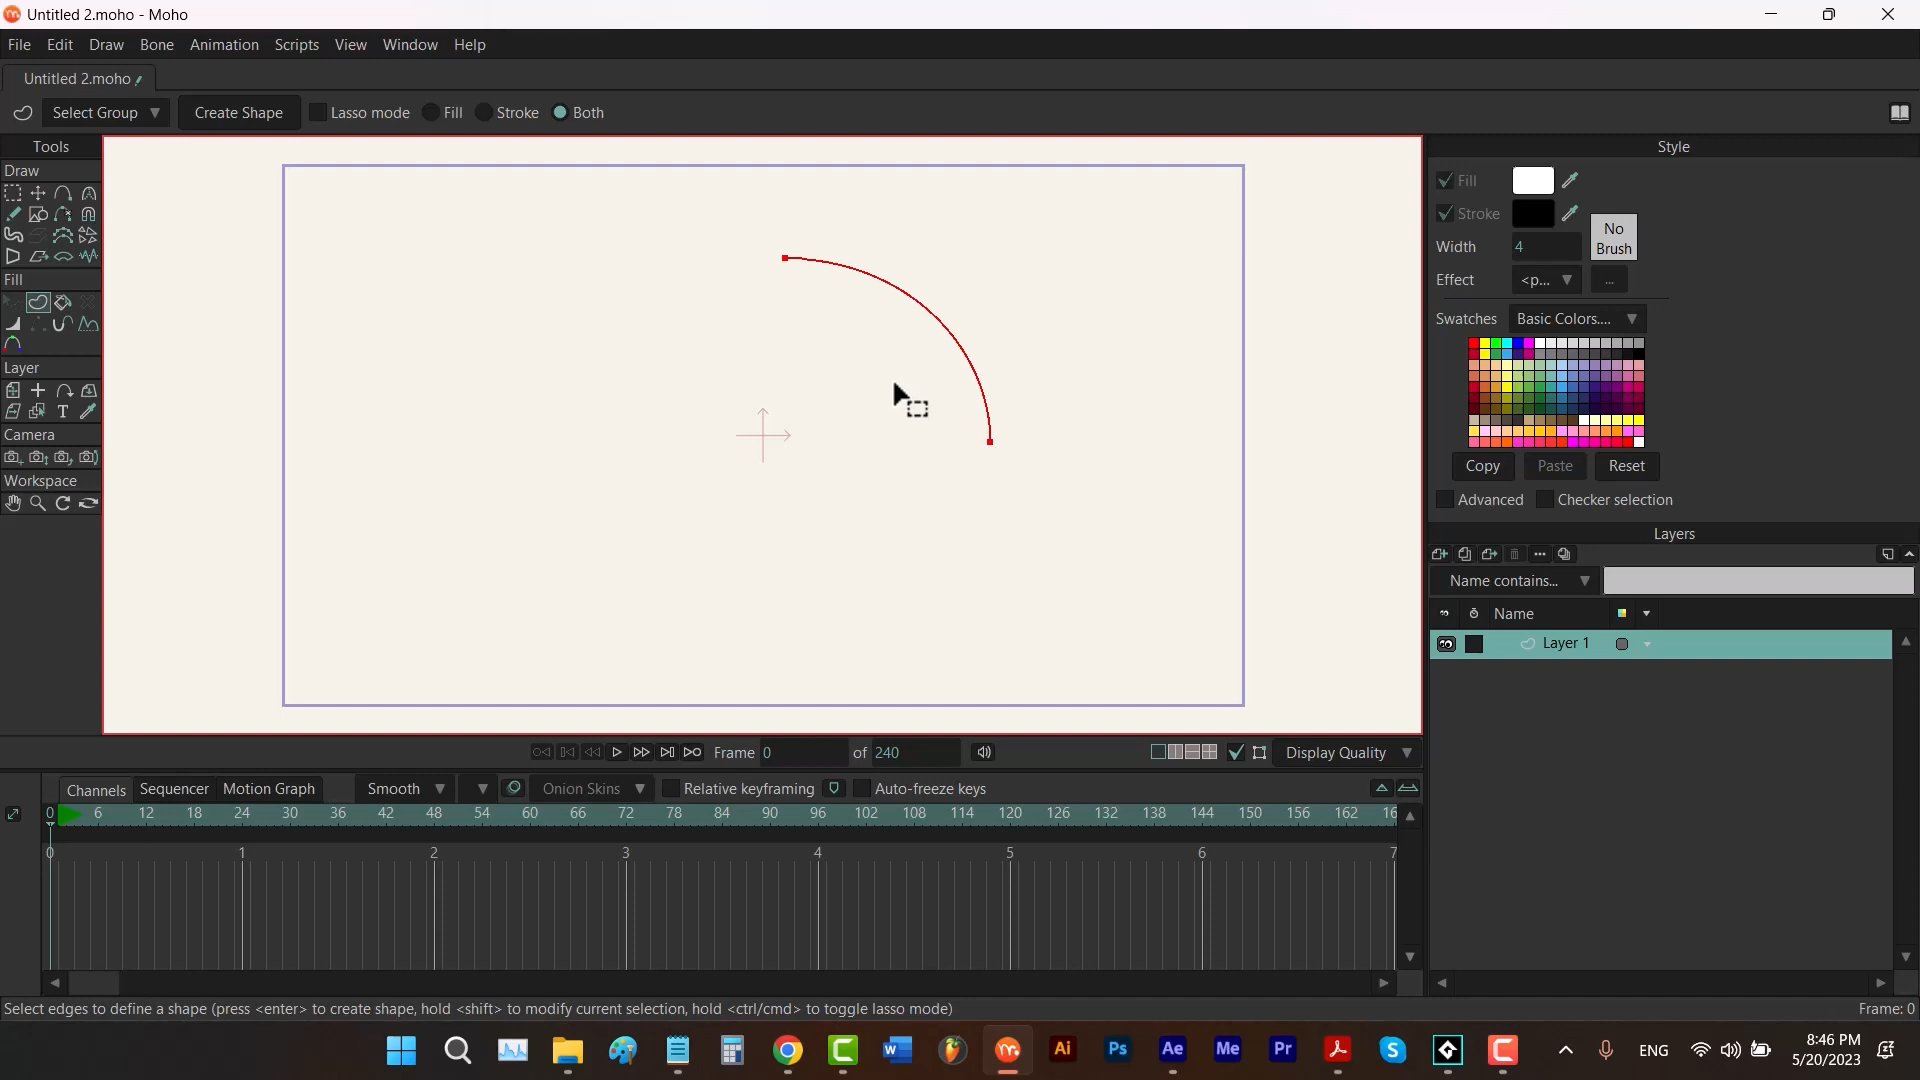 Untitled 2.moho - Moho
File Edit Draw Bone Animation Scripts View Window Help
Untitled 2.moho
Select Group Create Shape Lasso mode Fill Stroke Both
Tools
Draw
Fill
Layer
T
Camera
Workspace
Style
Fill
Stroke
No
Brush
Width 4
Effect <p... ...
Swatches Basic Colors....
Copy Paste Reset
Advanced Checker selection
Layers
Name contains...
Name
Layer 1
Frame 0 of 240 Display Quality
Channels Sequencer Motion Graph Smooth Onion Skins Relative keyframing Auto-freeze keys
0 6 12 18 24 30 36 42 48 54 60 66 72 78 84 90 96 102 108 114 120 126 132 138 144 150 156 162 16
0 1 2 3 4 5 6 7
Select edges to define a shape (press <enter> to create shape, hold <shift> to modify current selection, hold <ctrl/cmd> to toggle lasso mode) Frame: 0
Ai Ps Ae Me Pr
ENG
8:46 PM
5/20/2023